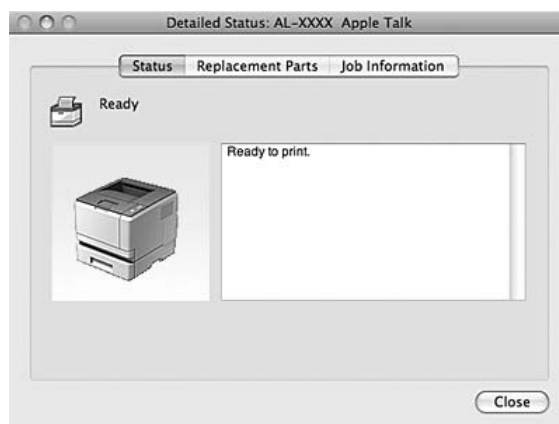 Detailed Status: AL-XXXX Apple Talk
Status Replacement Parts Job Information
Ready
Ready to print.
Close